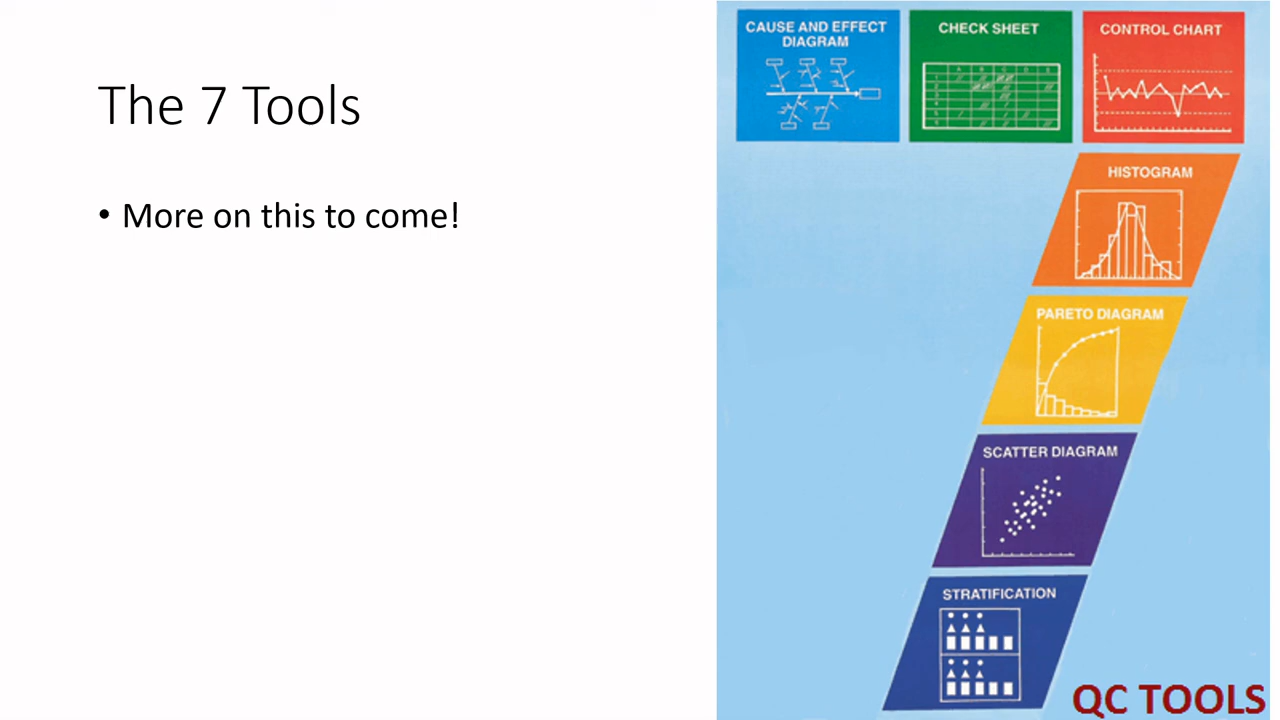 The 7 Tools
• More on this to come!
CAUSE AND EFFECT
DIAGRAM
CHECK SHEET
CONTROL CHART
HISTOGRAM
PARETO DIAGRAM
SCATTER DIAGRAM
STRATIFICATION
QC TOOLS